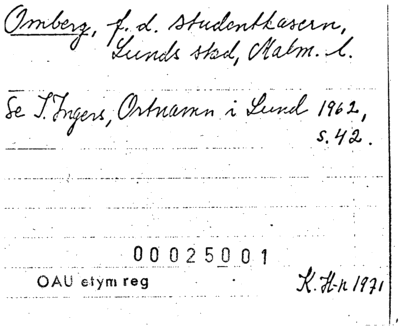 Omberg, f. d. studentkasern,
Lunds stad, Malm. l.
Se I. Ingers, Ortnamn i Lund 1962,
s. 42.
00025001
OAU etym reg
K. H-n 1971